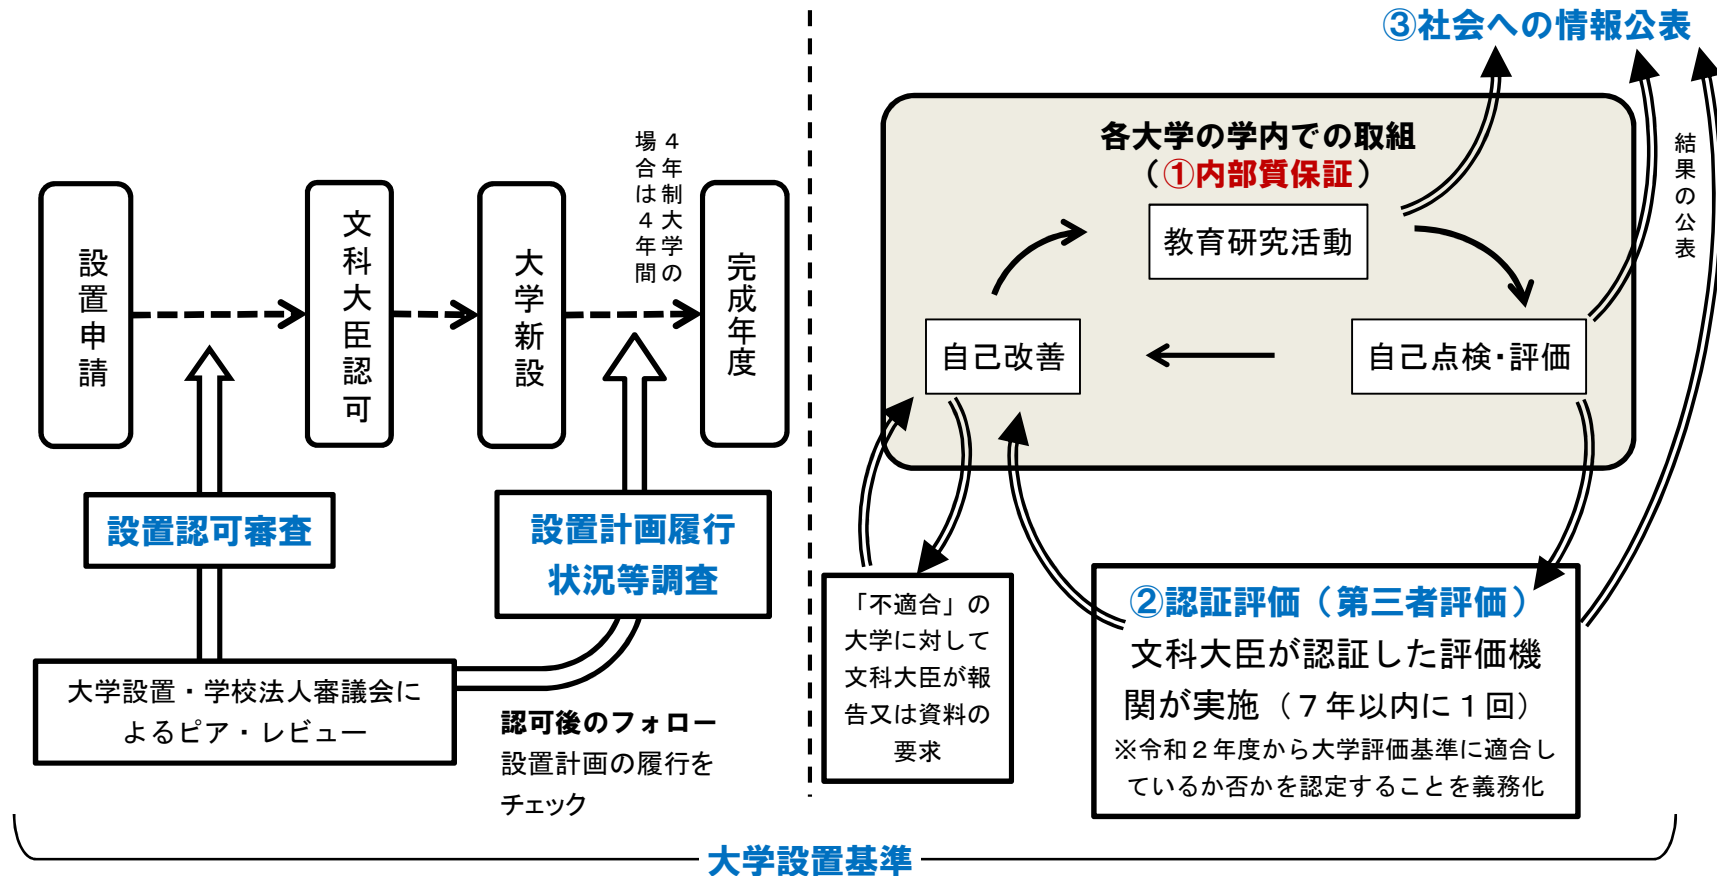 ③社会への情報公表
各大学の学内での取組
（①内部質保証）
教育研究活動
自己点検・評価
自己改善
結果の公表
４年制大学の
場合は４年間
設置申請
文科大臣認可
大学新設
完成年度
設置認可審査
設置計画履行
状況等調査
大学設置・学校法人審議会に
よるピア・レビュー
認可後のフォロー
設置計画の履行を
チェック
「不適合」の
大学に対して
文科大臣が報
告又は資料の
要求
②認証評価（第三者評価）
文科大臣が認証した評価機
関が実施（７年以内に１回）
※令和２年度から大学評価基準に適合し
ているか否かを認定することを義務化
大学設置基準